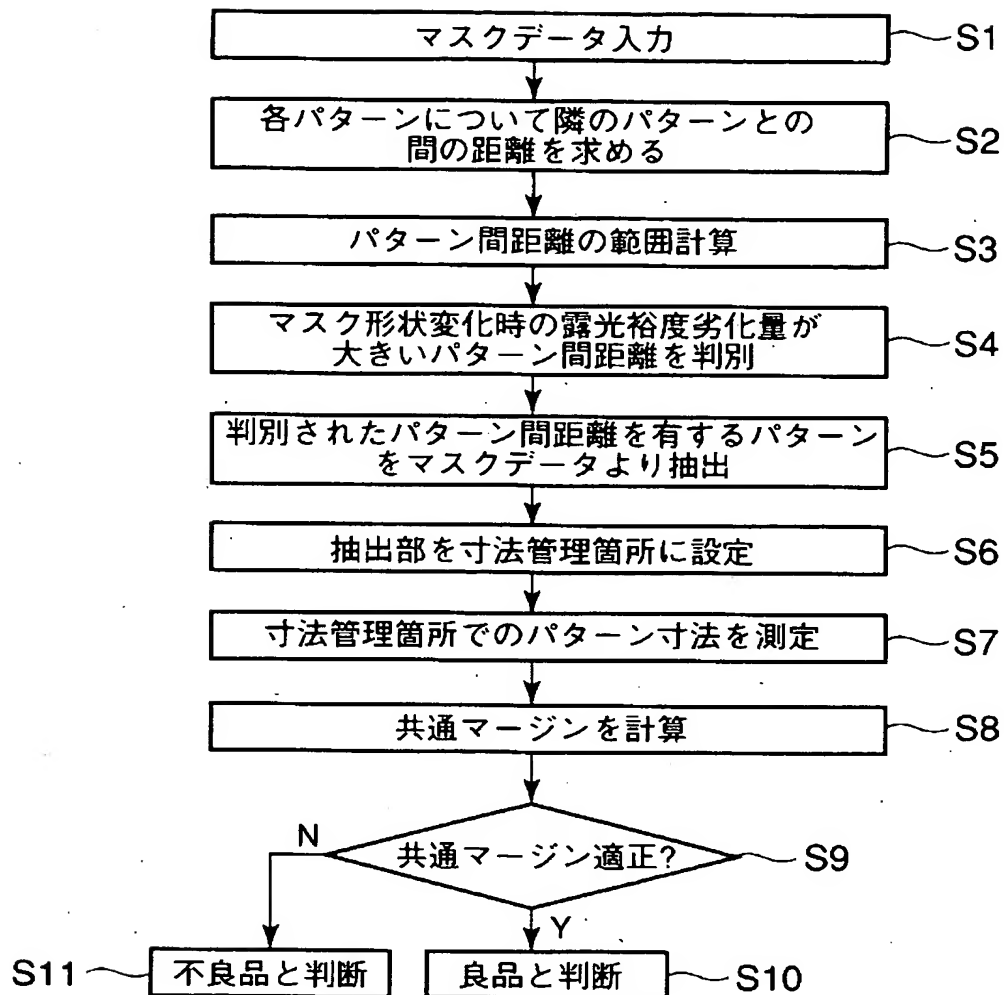 マスクデータ入力
S1
各パターンについて隣のパターンとの
間の距離を求める
S2
パターン間距離の範囲計算
S3
マスク形状変化時の露光裕度劣化量が
大きいパターン間距離を判別
S4
判別されたパターン間距離を有するパターン
をマスクデータより抽出
S5
抽出部を寸法管理箇所に設定
S6
寸法管理箇所でのパターン寸法を測定
S7
共通マージンを計算
S8
N
共通マージン適正?
S9
Y
S11
不良品と判断
良品と判断
S10